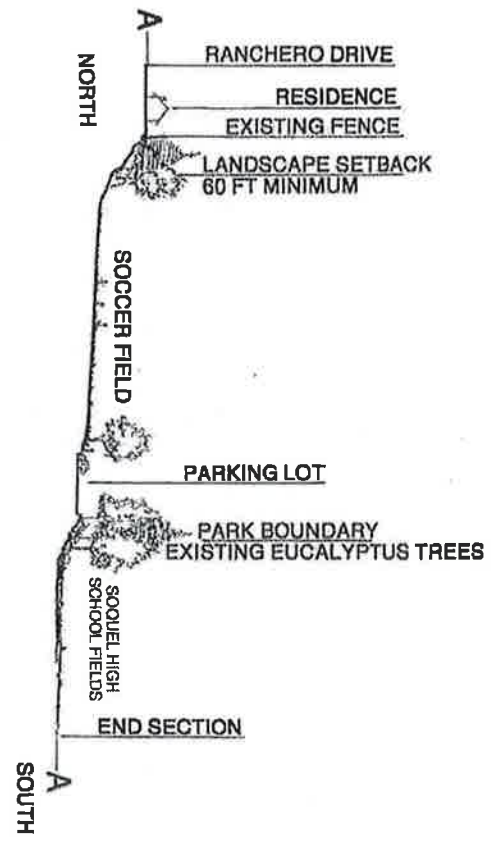 A
RANCHERO DRIVE
NORTH
RESIDENCE
EXISTING FENCE
LANDSCAPE SETBACK
60 FT MINIMUM
SOCCER FIELD
PARKING LOT
PARK BOUNDARY
EXISTING EUCALYPTUS TREES
SOQUEL HIGH
SCHOOL FIELDS
END SECTION
A
SOUTH